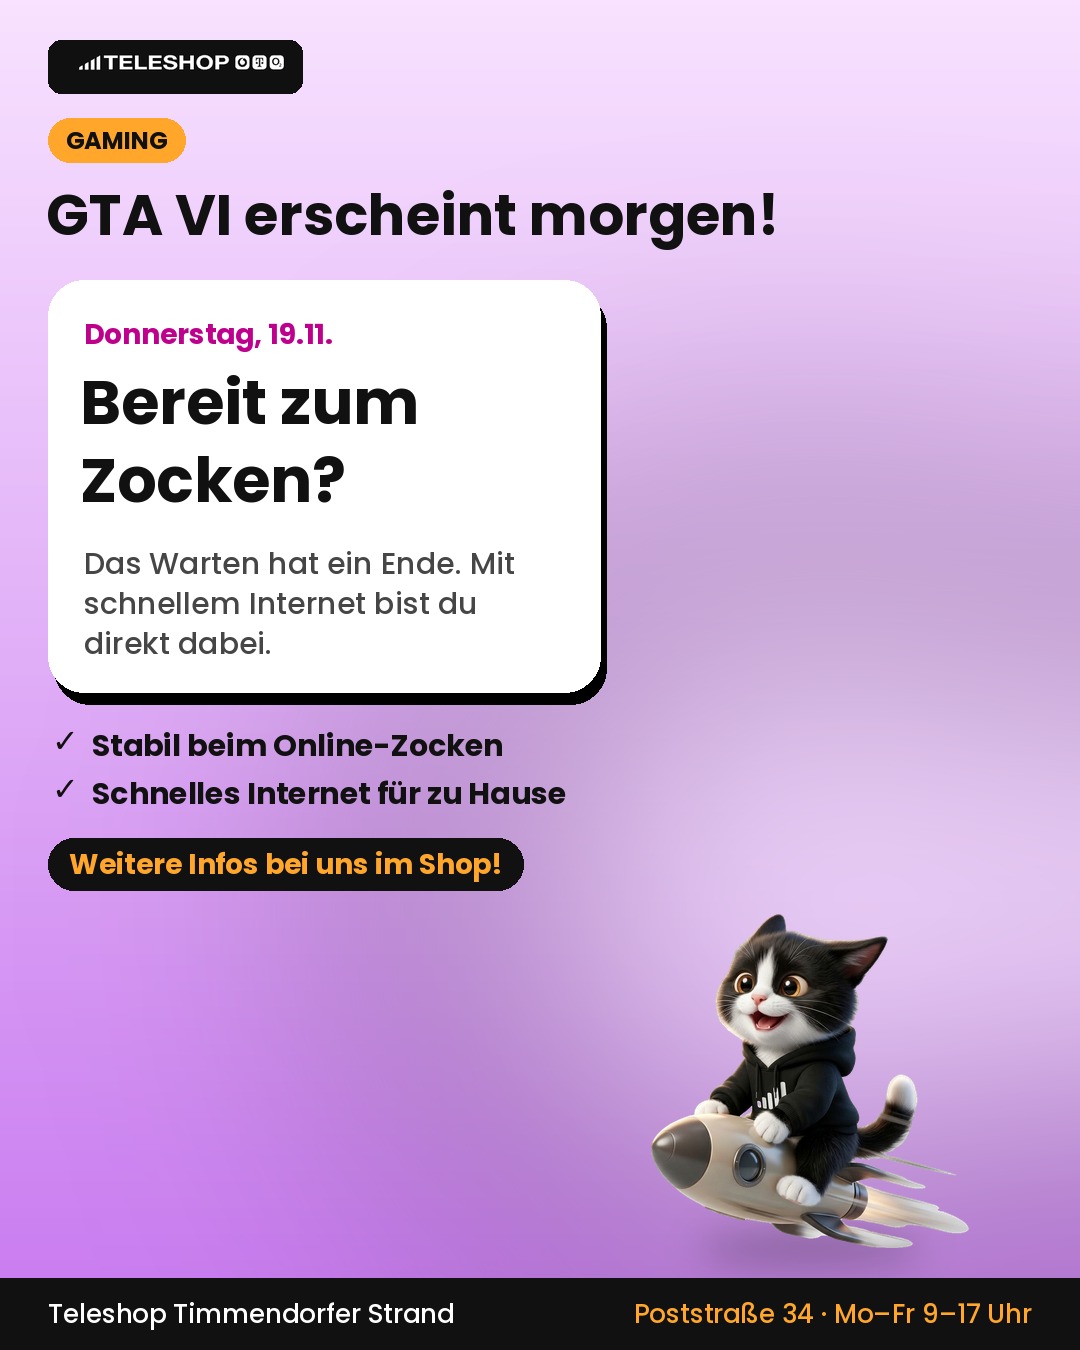 TELESHOP
GAMING
GTA VI erscheint morgen!
Donnerstag, 19.11.
Bereit zum
Zocken?
Das Warten hat ein Ende. Mit
schnellem Internet bist du
direkt dabei.
✓ Stabil beim Online-Zocken
✓ Schnelles Internet für zu Hause
Weitere Infos bei uns im Shop!
Teleshop Timmendorfer Strand
Poststraße 34 · Mo–Fr 9–17 Uhr